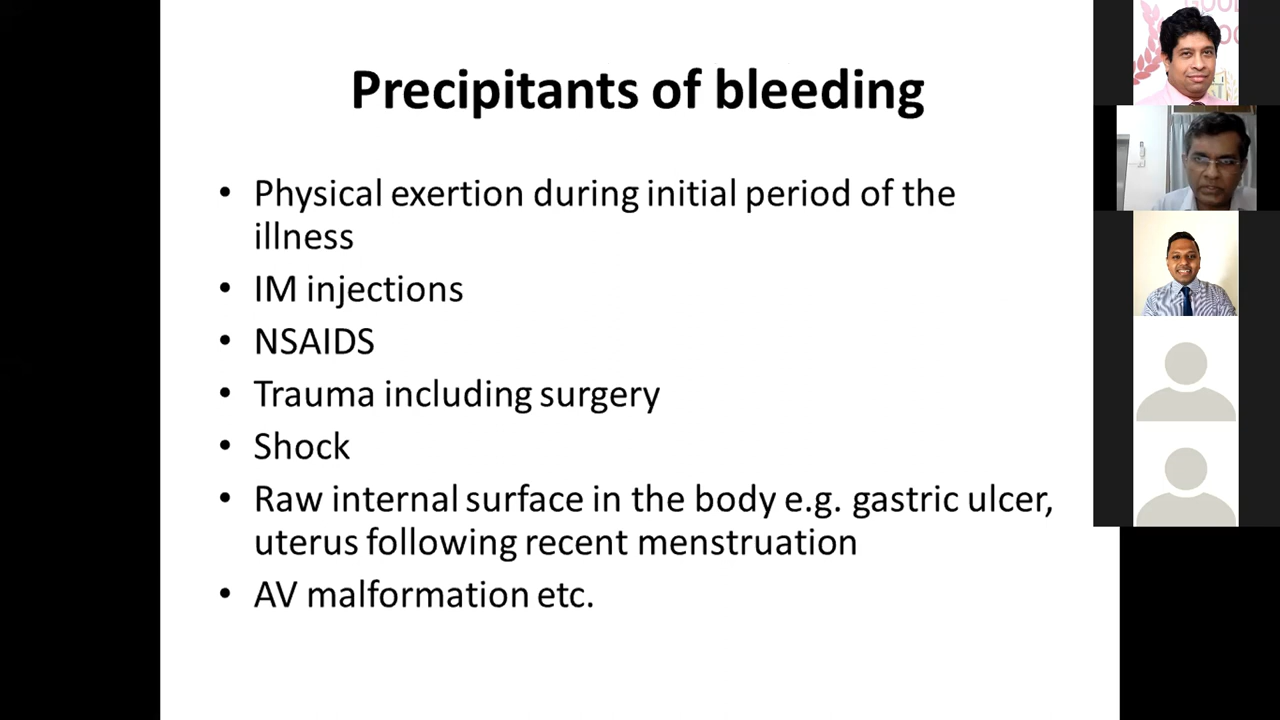 Precipitants of bleeding
• Physical exertion during initial period of the
illness
• IM injections
• NSAIDS
• Trauma including surgery
• Shock
• Raw internal surface in the body e.g. gastric ulcer,
uterus following recent menstruation
• AV malformation etc.